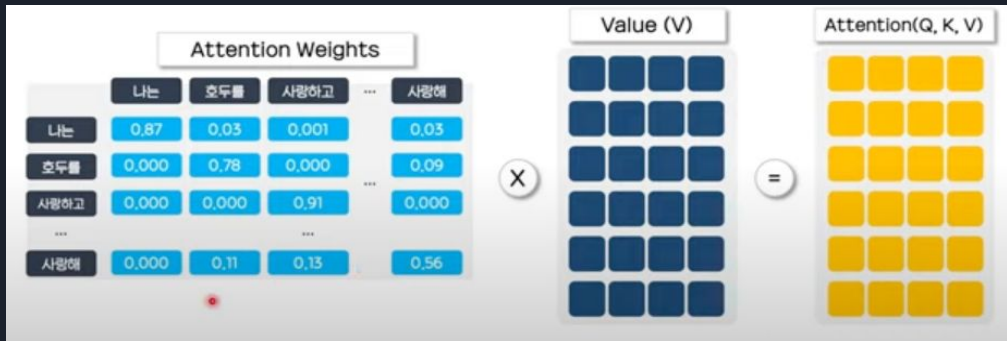 Attention Weights
Value (V)
Attention(Q, K, V)
나는 호두를 사랑하고 ... 사랑해
나는 0.87 0.03 0.001 0.03
호두를 0.000 0.78 0.000 0.09
...
사랑하고 0.000 0.000 0.91 0.000
... ...
사랑해 0.000 0.11 0.13 0.56
X
=